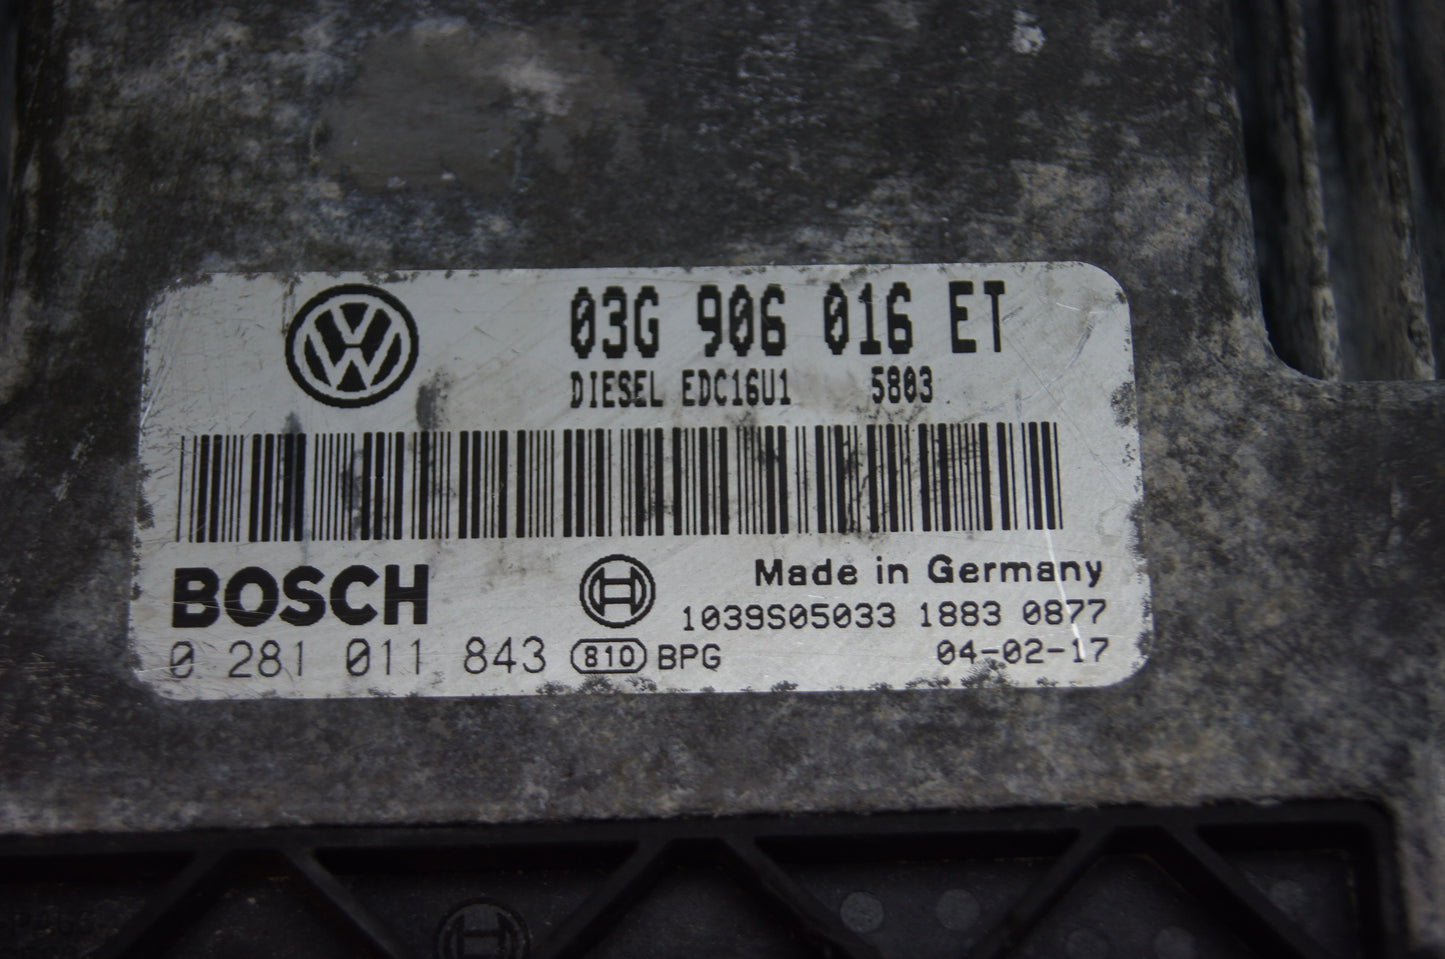 03G 906 016 ET
DIESEL EDC16U1 5803
BOSCH
Made in Germany
1039S05033 1883 0877
0 281 011 843 810 BPG
04-02-17